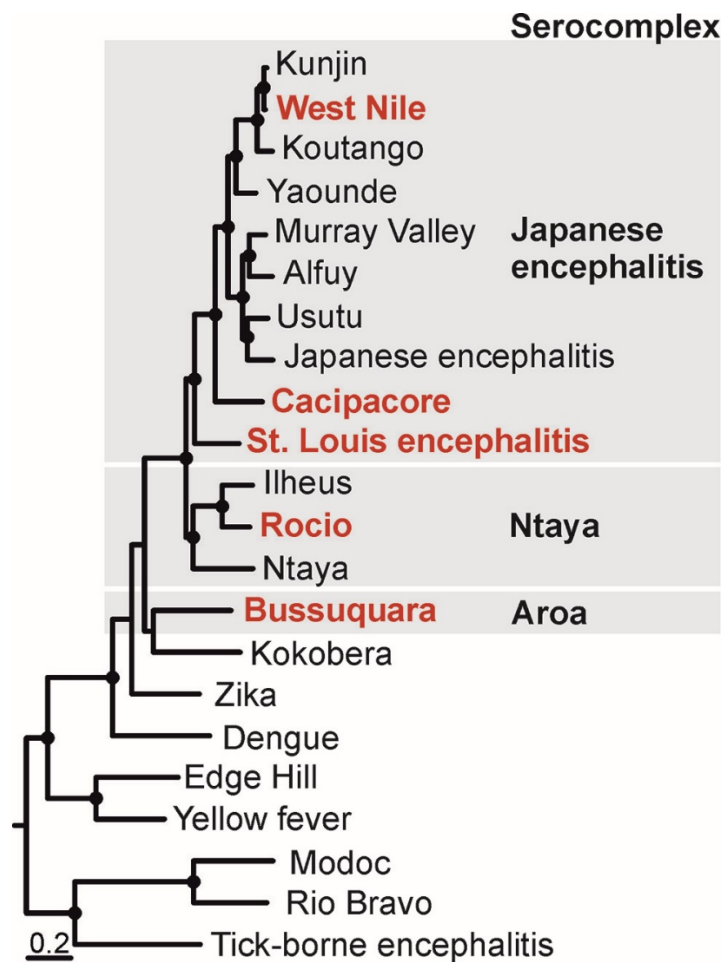 Serocomplex
Kunjin
West Nile
Koutango
Yaounde
Murray Valley
Japanese
encephalitis
Alfuy
Usutu
Japanese encephalitis
Cacipacore
St. Louis encephalitis
Ilheus
Rocio
Ntaya
Ntaya
Bussuquara
Aroa
Kokobera
Zika
Dengue
Edge Hill
Yellow fever
Modoc
Rio Bravo
0.2
Tick-borne encephalitis